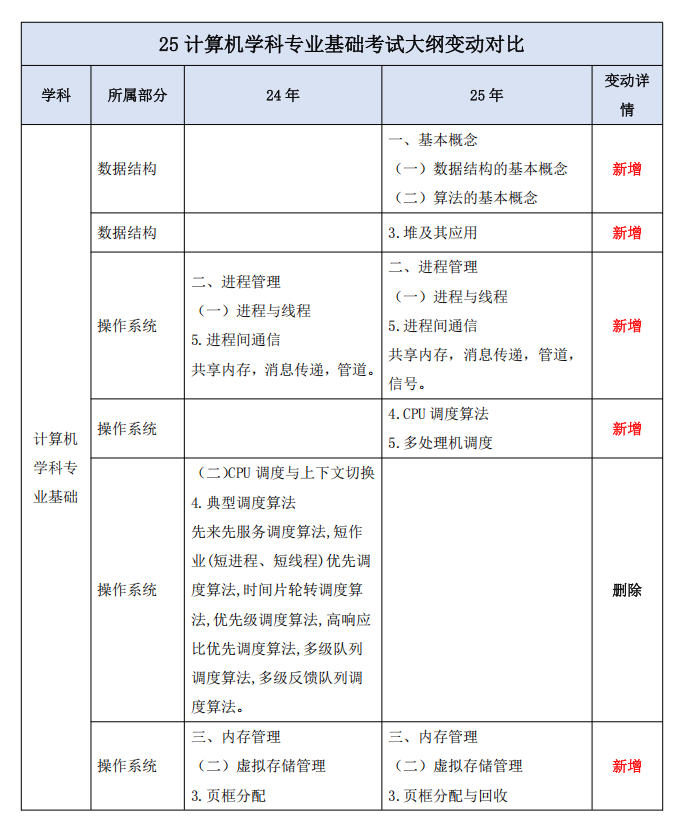 25 计算机学科专业基础考试大纲变动对比
学科
所属部分
24 年
25 年
变动详
情
计算机
学科专
业基础
数据结构
一、基本概念
（一）数据结构的基本概念
（二）算法的基本概念
新增
数据结构
3.堆及其应用
新增
操作系统
二、进程管理
（一）进程与线程
5.进程间通信
共享内存，消息传递，管道。
二、进程管理
（一）进程与线程
5.进程间通信
共享内存，消息传递，管道，
信号。
新增
操作系统
4.CPU 调度算法
5.多处理机调度
新增
操作系统
（二)CPU 调度与上下文切换
4.典型调度算法
先来先服务调度算法,短作
业(短进程、短线程)优先调
度算法,时间片轮转调度算
法,优先级调度算法,高响应
比优先调度算法,多级队列
调度算法,多级反馈队列调
度算法。
删除
操作系统
三、内存管理
（二）虚拟存储管理
3.页框分配
三、内存管理
（二）虚拟存储管理
3.页框分配与回收
新增